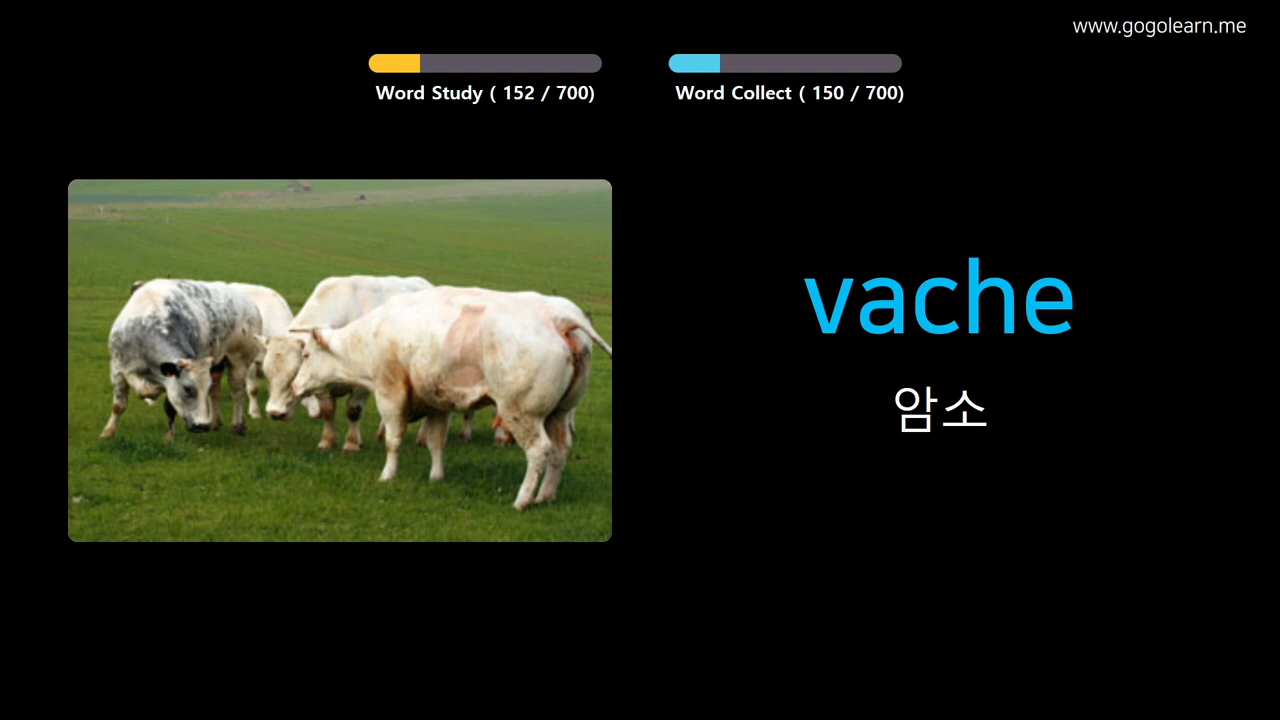 www.gogolearn.me
Word Study ( 152 / 700)
Word Collect ( 150 / 700)
vache
암소